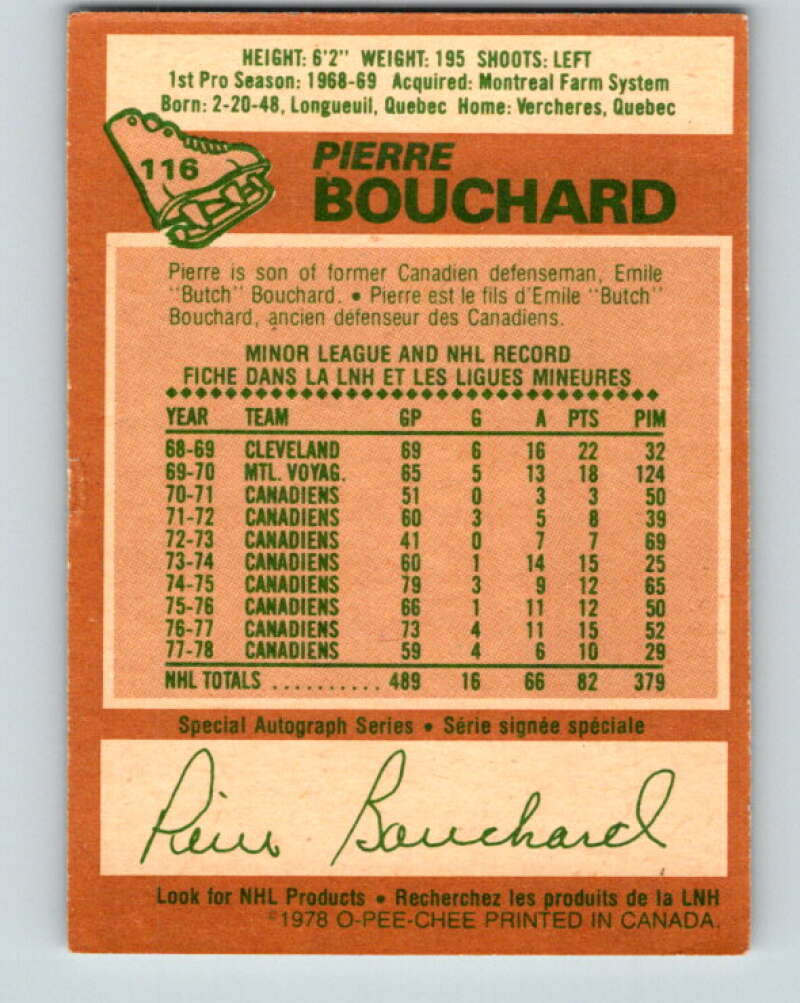 HEIGHT: 6'2" WEIGHT: 195 SHOOTS: LEFT
1st Pro Season: 1968-69 Acquired: Montreal Farm System
Born: 2-20-48, Longueuil, Quebec Home: Vercheres, Quebec
116
PIERRE
BOUCHARD
Pierre is son of former Canadien defenseman, Emile
"Butch" Bouchard. • Pierre est le fils d'Emile "Butch"
Bouchard, ancien défenseur des Canadiens.
MINOR LEAGUE AND NHL RECORD
FICHE DANS LA LNH ET LES LIGUES MINEURES
YEAR TEAM GP G A PTS PIM
68-69 CLEVELAND 69 6 16 22 32
69-70 MTL. VOYAG. 65 5 13 18 124
70-71 CANADIENS 51 0 3 3 50
71-72 CANADIENS 60 3 5 8 39
72-73 CANADIENS 41 0 7 7 69
73-74 CANADIENS 60 1 14 15 25
74-75 CANADIENS 79 3 9 12 65
75-76 CANADIENS 66 1 11 12 50
76-77 CANADIENS 73 4 11 15 52
77-78 CANADIENS 59 4 6 10 29
NHL TOTALS .......... 489 16 66 82 379
Special Autograph Series • Série signée spéciale
Pierre Bouchard
Look for NHL Products • Recherchez les produits de la LNH
©1978 O-PEE-CHEE PRINTED IN CANADA.